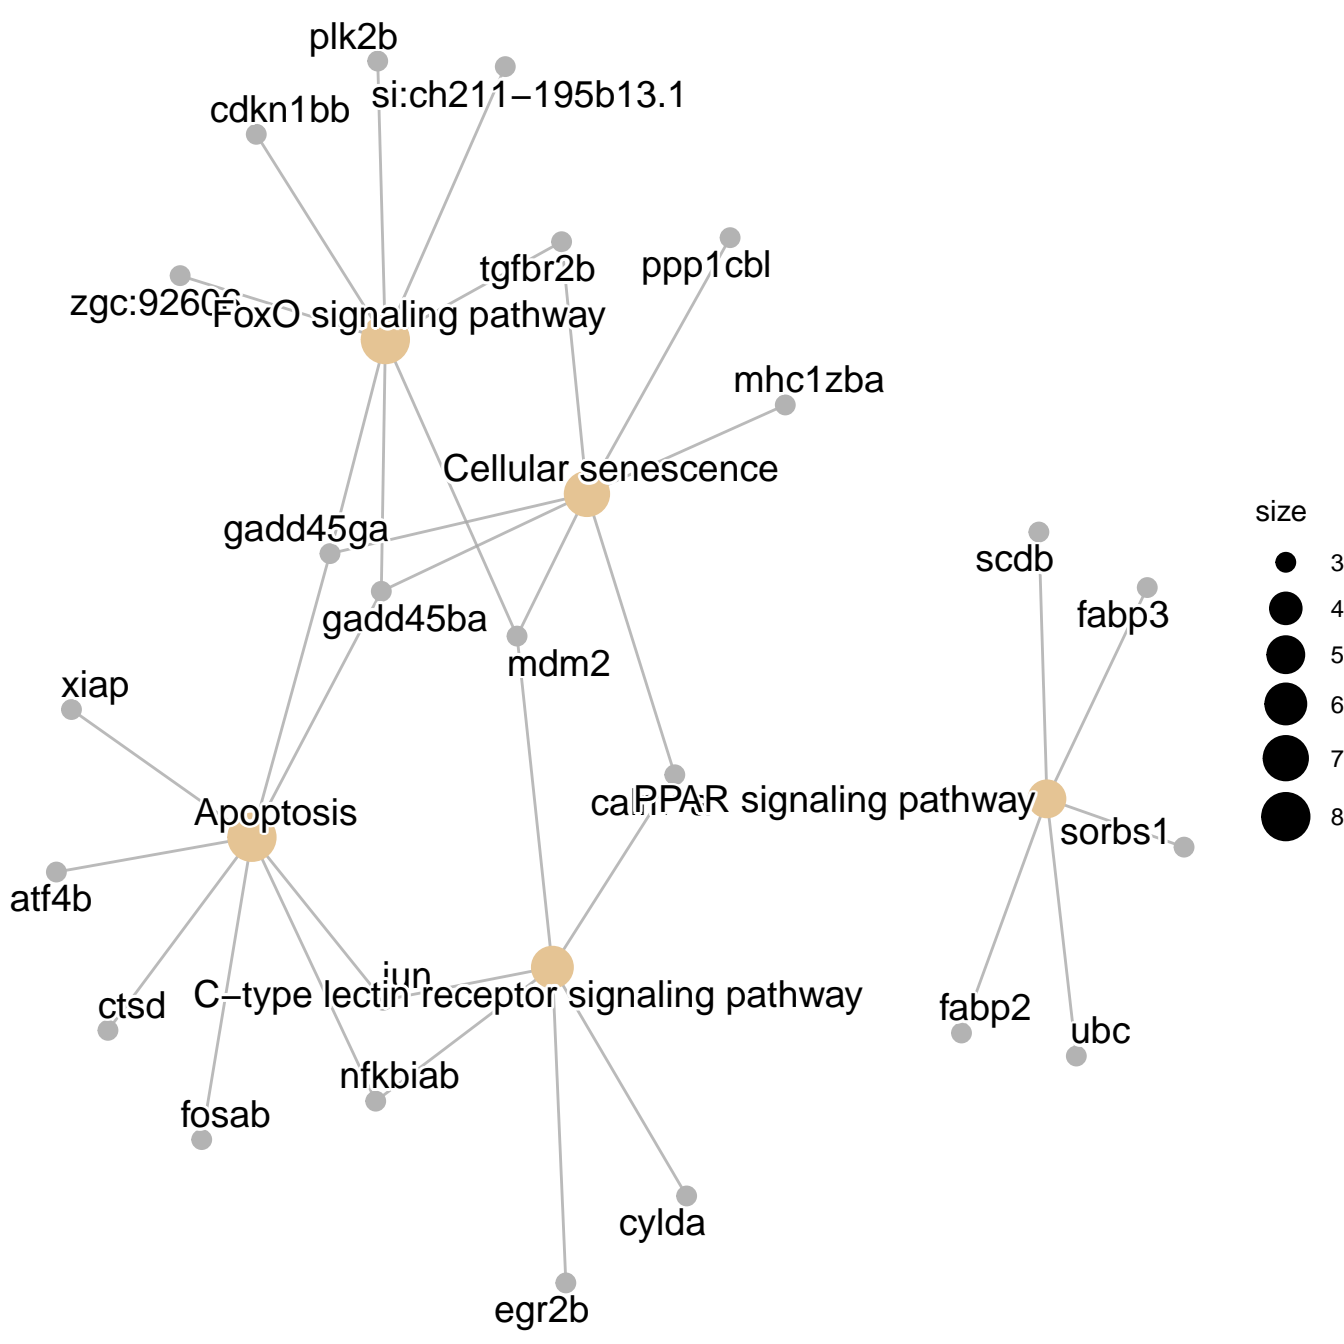 plk2b
si:ch211−195b13.1
cdkn1bb
tgfbr2b
ppp1cbl
FoxO signaling pathway
mhc1zba
Cellular senescence
size
3
4
5
6
7
8
gadd45ga
scdb
fabp3
gadd45ba
mdm2
xiap
PPAR signaling pathway
Apoptosis
sorbs1
atf4b
jun
C−type lectin receptor signaling pathway
ctsd
fabp2
ubc
nfkbiab
fosab
cylda
egr2b